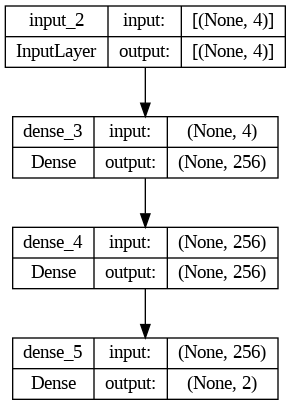 input_2 input: [(None, 4)]
InputLayer output: [(None, 4)]
dense_3 input: (None, 4)
Dense output: (None, 256)
dense_4 input: (None, 256)
Dense output: (None, 256)
dense_5 input: (None, 256)
Dense output: (None, 2)